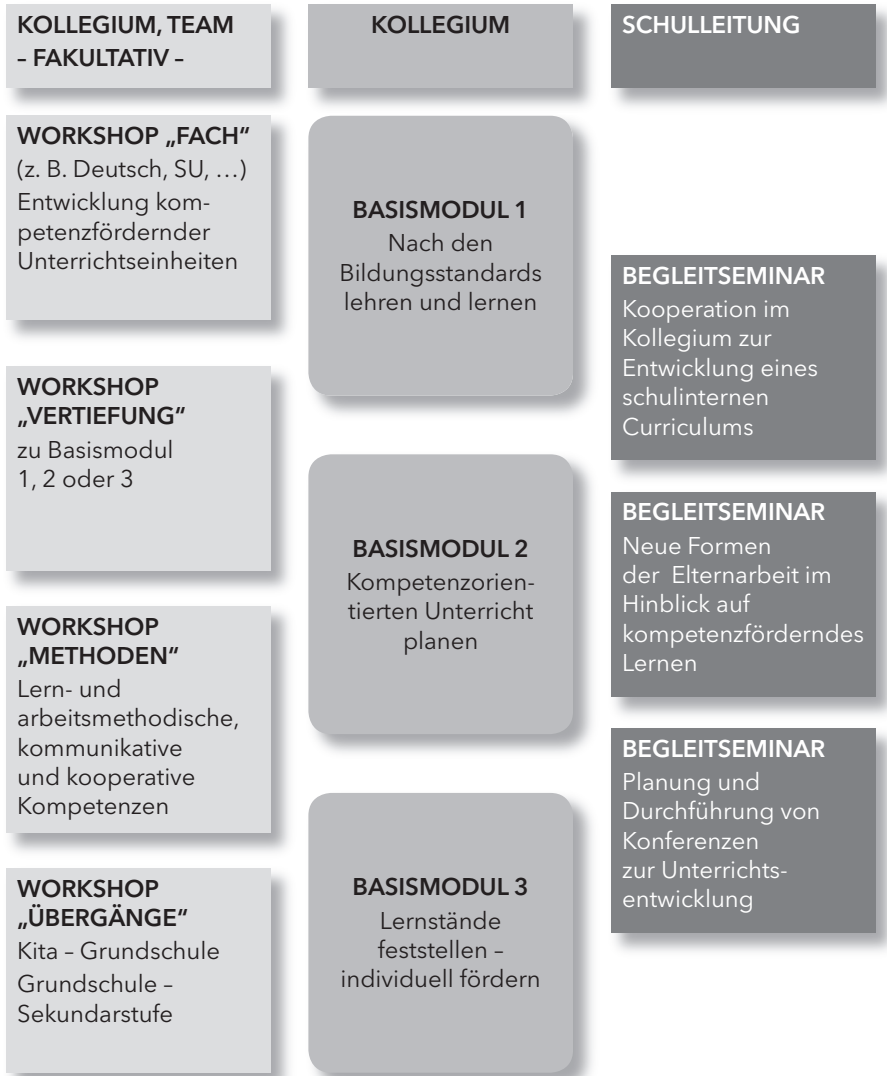 KOLLEGIUM, TEAM
– FAKULTATIV –
WORKSHOP „FACH“
(z. B. Deutsch, SU, …)
Entwicklung kom-
petenzfördernder
Unterrichtseinheiten
WORKSHOP
„VERTIEFUNG“
zu Basismodul
1, 2 oder 3
WORKSHOP
„METHODEN“
Lern- und
arbeitsmethodische,
kommunikative
und kooperative
Kompetenzen
WORKSHOP
„ÜBERGÄNGE“
Kita – Grundschule
Grundschule –
Sekundarstufe
KOLLEGIUM
BASISMODUL 1
Nach den
Bildungsstandards
lehren und lernen
BASISMODUL 2
Kompetenzorien-
tierten Unterricht
planen
BASISMODUL 3
Lernstände
feststellen –
individuell fördern
SCHULLEITUNG
BEGLEITSEMINAR
Kooperation im
Kollegium zur
Entwicklung eines
schulinternen
Curriculums
BEGLEITSEMINAR
Neue Formen
der Elternarbeit im
Hinblick auf
kompetenzförderndes
Lernen
BEGLEITSEMINAR
Planung und
Durchführung von
Konferenzen
zur Unterrichts-
entwicklung